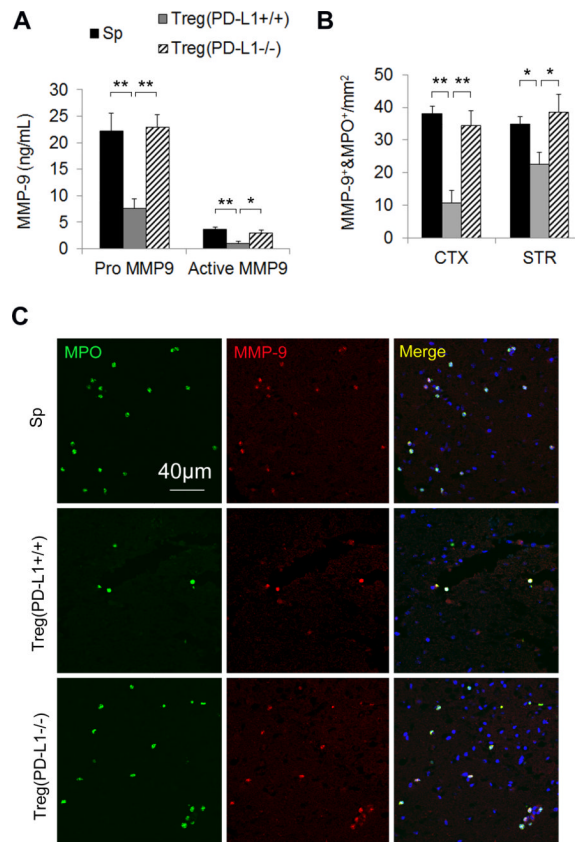 A
Sp
Treg(PD-L1+/+)
Treg(PD-L1-/-)
MMP-9 (ng/mL)
30
25
20
15
10
5
0
** **
** *
Pro MMP9 Active MMP9
B
MMP-9⁺&MPO⁺/mm²
50
40
30
20
10
0
** **
* *
CTX STR
C
MPO MMP-9 Merge
Sp
40µm
Treg(PD-L1+/+)
Treg(PD-L1-/-)